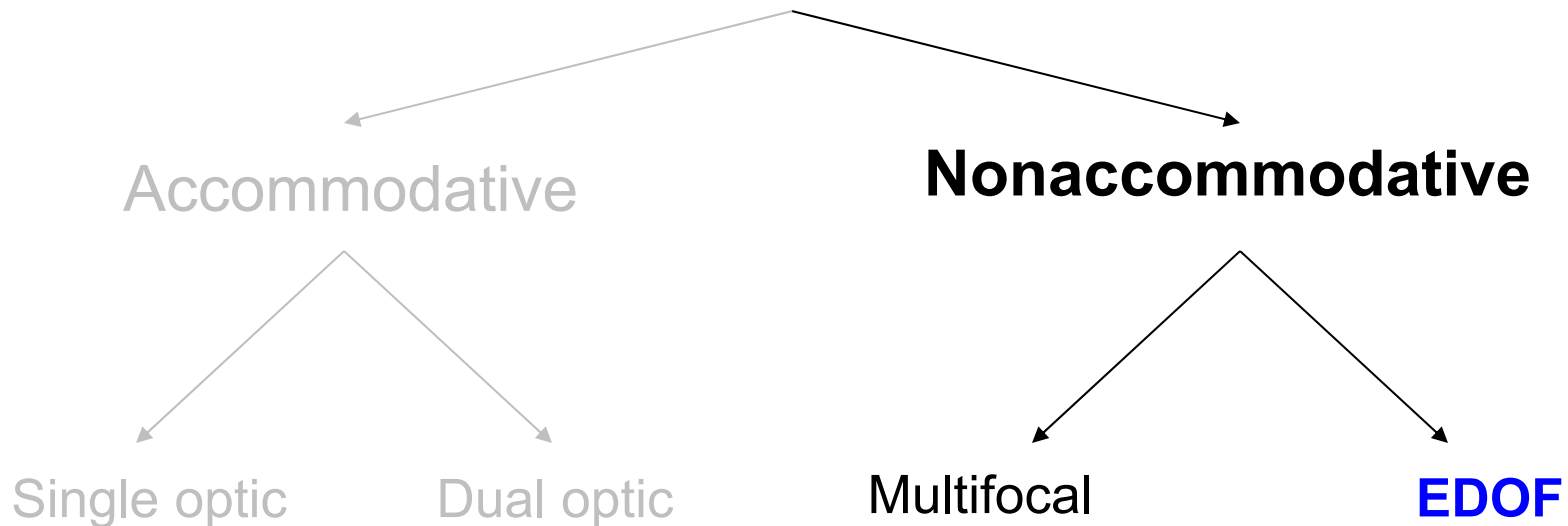 Accommodative
Nonaccommodative
Single optic
Dual optic
Multifocal
EDOF